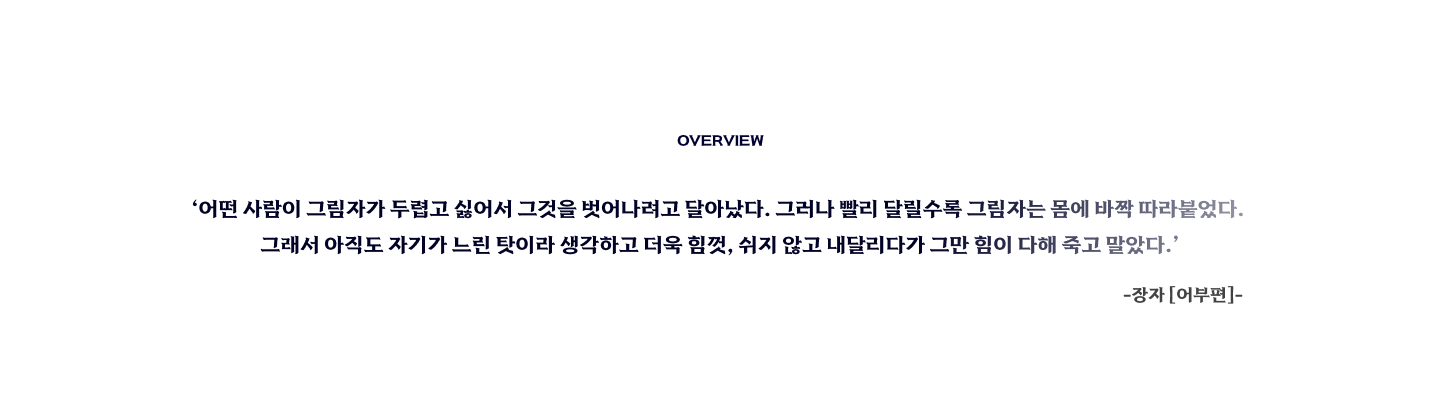 OVERVIEW
‘어떤 사람이 그림자가 두렵고 싫어서 그것을 벗어나려고 달아났다. 그러나 빨리 달릴수록 그림자는 몸에 바짝 따라붙었다.
그래서 아직도 자기가 느린 탓이라 생각하고 더욱 힘껏, 쉬지 않고 내달리다가 그만 힘이 다해 죽고 말았다.’
-장자 [어부편]-